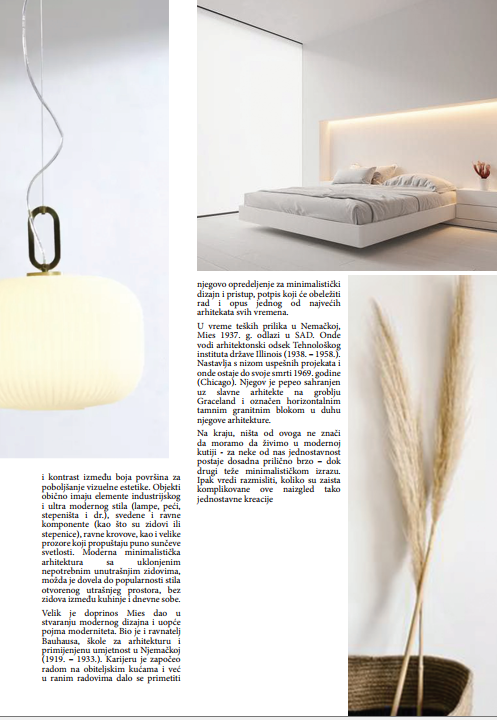 i kontrast između boja površina za
poboljšanje vizuelne estetike. Objekti
obično imaju elemente industrijskog
i ultra modernog stila (lampe, peći,
stepeništa i dr.), svedene i ravne
komponente (kao što su zidovi ili
stepenice), ravne krovove, kao i velike
prozore koji propuštaju puno sunčeve
svetlosti. Moderna minimalistička
arhitektura sa uklonjenim
nepotrebnim unutrašnjim zidovima,
možda je dovela do popularnosti stila
otvorenog utrašnjeg prostora, bez
zidova između kuhinje i dnevne sobe.
Velik je doprinos Mies dao u
stvaranju modernog dizajna i uopće
pojma moderniteta. Bio je i ravnatelj
Bauhausa, škole za arhitekturu i
primijenjenu umjetnost u Njemačkoj
(1919. – 1933.). Karijeru je započeo
radom na obiteljskim kućama i već
u ranim radovima dalo se primetiti
njegovo opredeljenje za minimalistički
dizajn i pristup, potpis koji će obeležiti
rad i opus jednog od najvećih
arhitekata svih vremena.
U vreme teških prilika u Nemačkoj,
Mies 1937. g. odlazi u SAD. Onde
vodi arhitektonski odsek Tehnološkog
instituta države Illinois (1938. – 1958.).
Nastavlja s nizom uspešnih projekata i
onde ostaje do svoje smrti 1969. godine
(Chicago). Njegov je pepeo sahranjen
uz slavne arhitekte na groblju
Graceland i označen horizontalnim
tamnim granitnim blokom u duhu
njegove arhitekture.
Na kraju, ništa od ovoga ne znači
da moramo da živimo u modernoj
kutiji - za neke od nas jednostavnost
postaje dosadna prilično brzo – dok
drugi teže minimalističkom izrazu.
Ipak vredi razmisliti, koliko su zaista
komplikovane ove naizgled tako
jednostavne kreacije